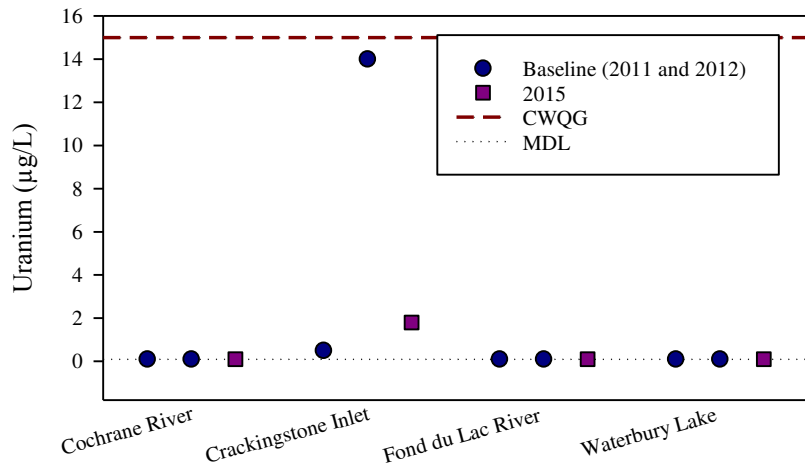 16
14
12
10
8
6
4
2
0
Uranium (µg/L)
Baseline (2011 and 2012)
2015
CWQG
MDL
Cochrane River
Crackingstone Inlet
Fond du Lac River
Waterbury Lake